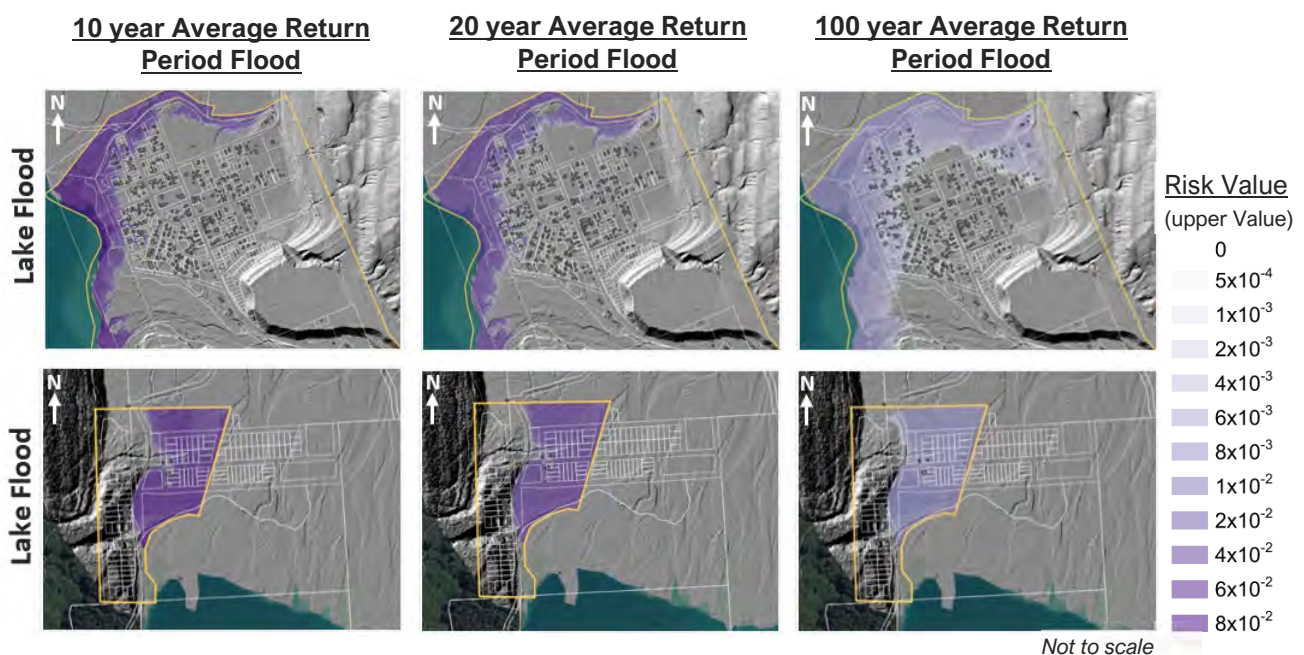 10 year Average Return
Period Flood
20 year Average Return
Period Flood
100 year Average Return
Period Flood
N
N
N
Lake Flood
N
N
N
Lake Flood
Risk Value
(upper Value)
0
5x10⁻⁴
1x10⁻³
2x10⁻³
4x10⁻³
6x10⁻³
8x10⁻³
1x10⁻²
2x10⁻²
4x10⁻²
6x10⁻²
8x10⁻²
Not to scale